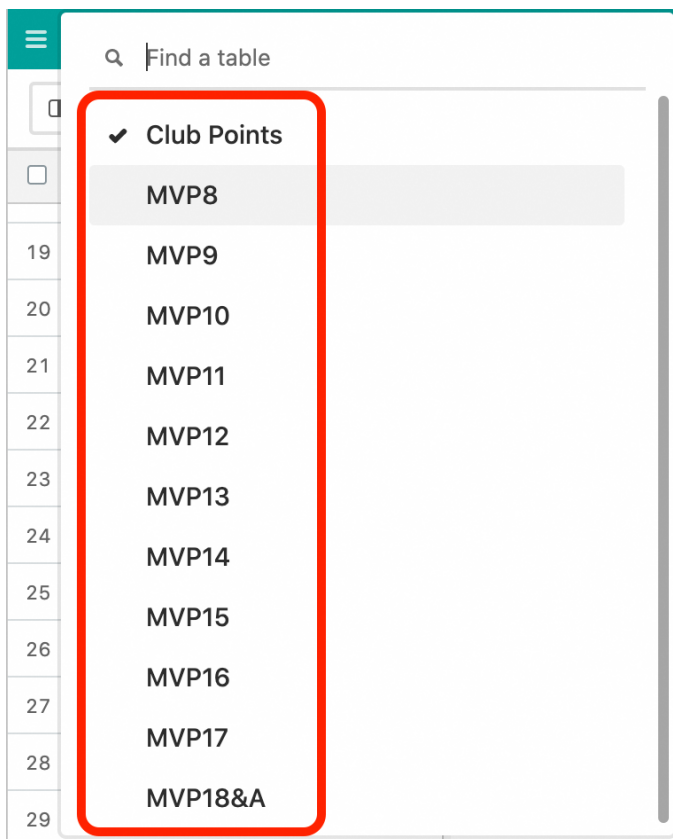 Find a table
Club Points
MVP8
19 MVP9
20 MVP10
21 MVP11
22 MVP12
23 MVP13
24 MVP14
25 MVP15
26 MVP16
27 MVP17
28
29 MVP18&A